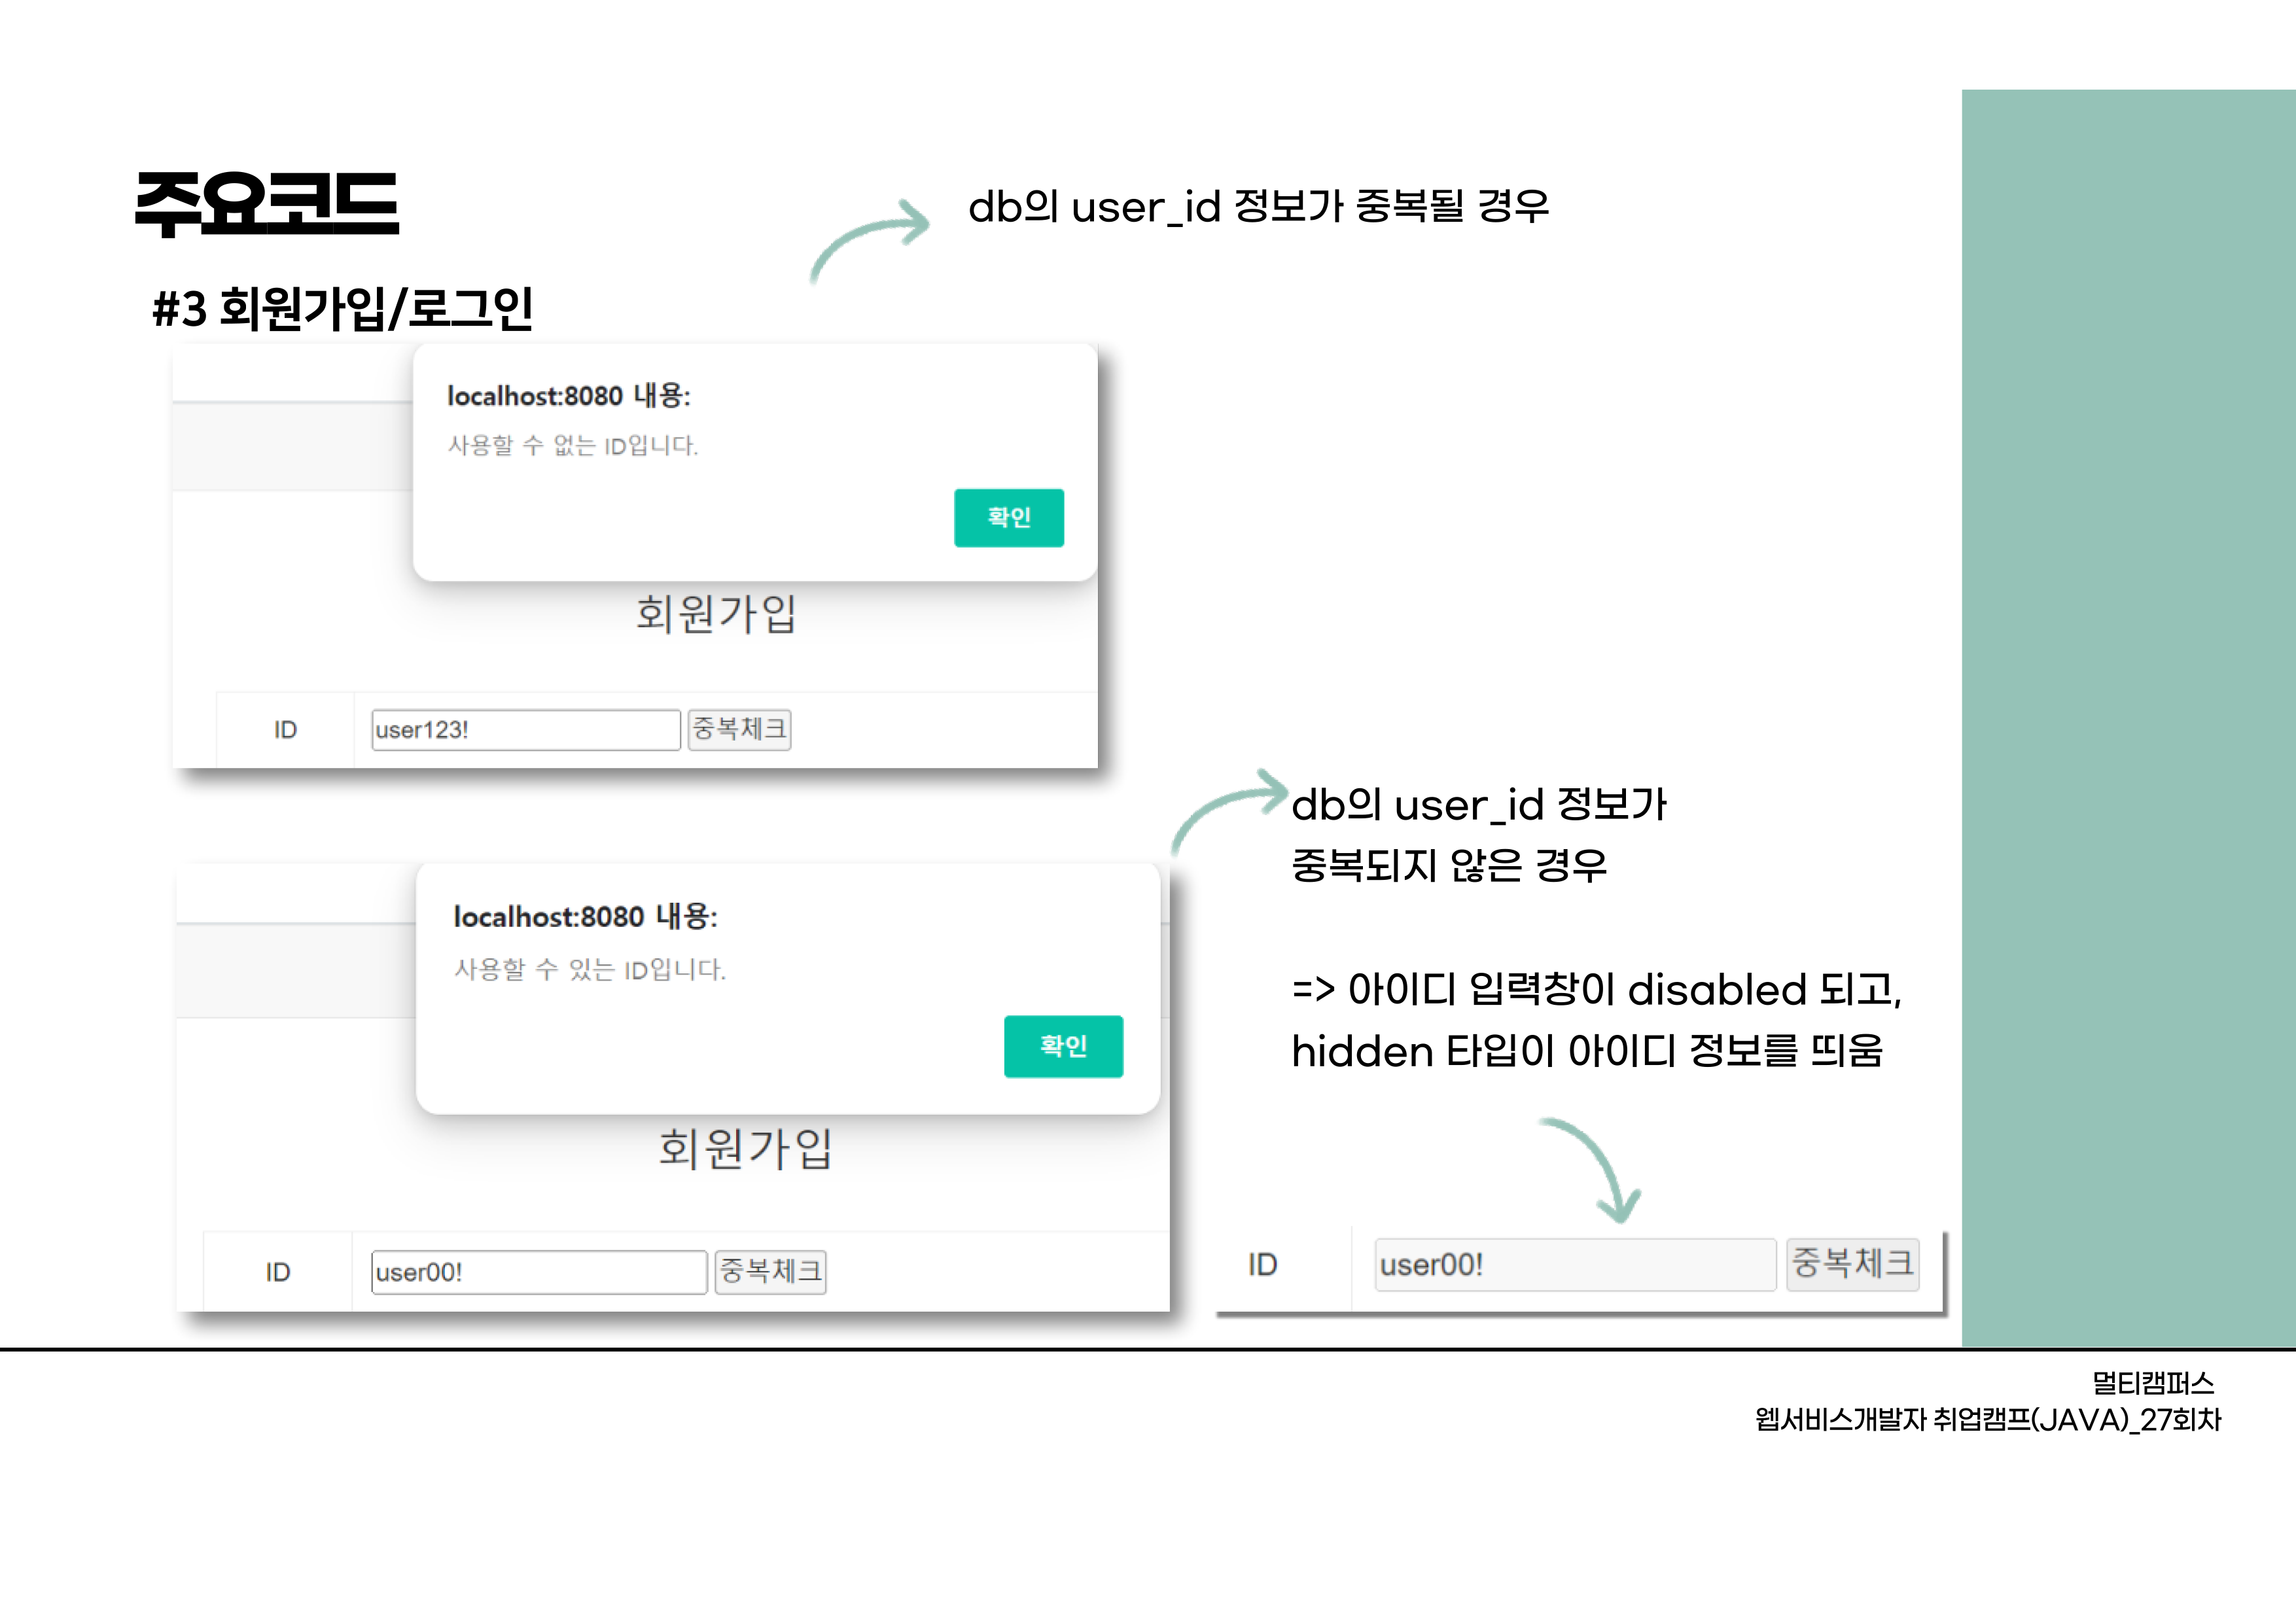 주요코드
db의 user_id 정보가 중복될 경우
#3 회원가입/로그인
localhost:8080 내용:
사용할 수 없는 ID입니다.
확인
회원가입
ID user123! 중복체크
db의 user_id 정보가
중복되지 않은 경우
=> 아이디 입력창이 disabled 되고,
hidden 타입이 아이디 정보를 띄움
localhost:8080 내용:
사용할 수 있는 ID입니다.
확인
회원가입
ID user00! 중복체크
ID user00! 중복체크
멀티캠퍼스
웹서비스개발자 취업캠프(JAVA)_27회차